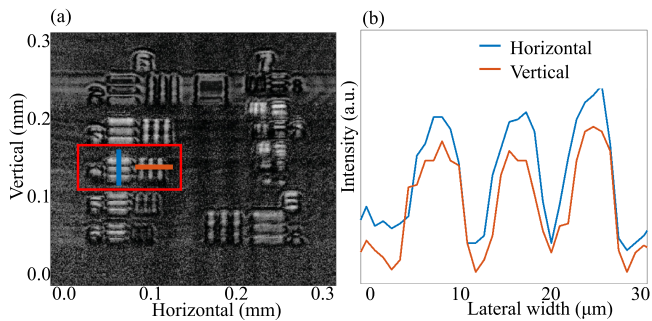 (a)
0.3
0.2
0.1
0.0
Vertical (mm)
0.0 0.1 0.2 0.3
Horizontal (mm)
(b)
Horizontal
Vertical
Intensity (a.u.)
0 10 20 30
Lateral width (μm)